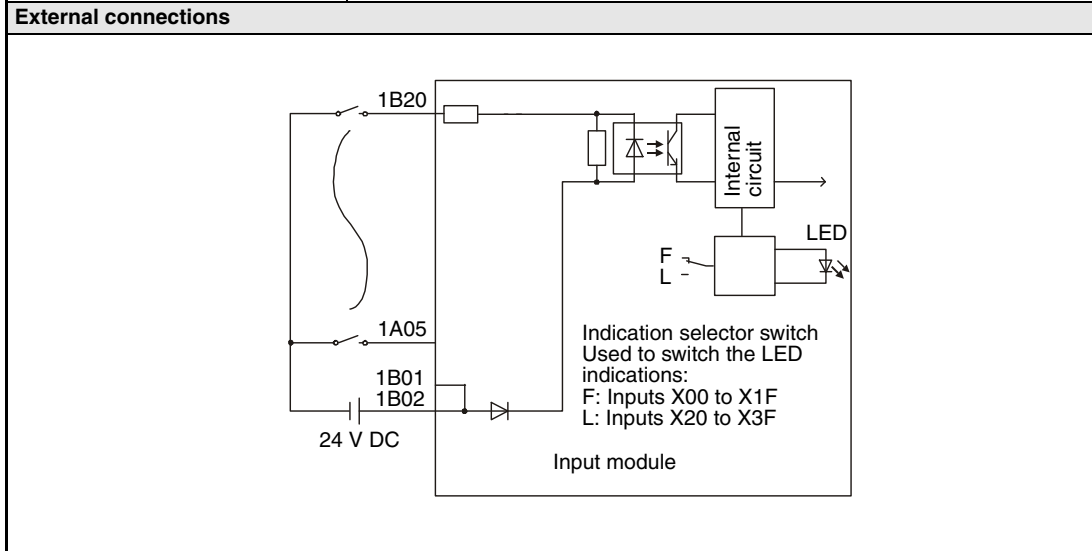 External connections
1B20
Internal
circuit
LED
F
L
1A05
Indication selector switch
Used to switch the LED
indications:
F: Inputs X00 to X1F
L: Inputs X20 to X3F
1B01
1B02
24 V DC
Input module